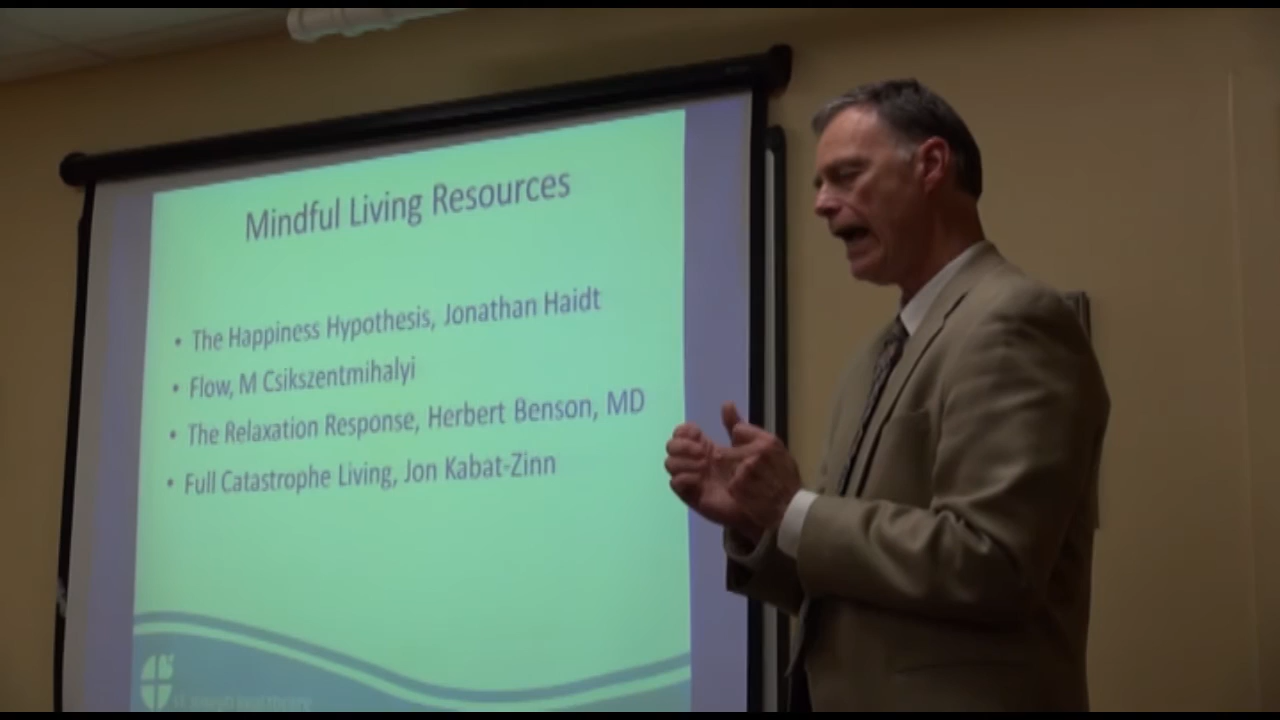 Mindful Living Resources
• The Happiness Hypothesis, Jonathan Haidt
• Flow, M Csikszentmihalyi
• The Relaxation Response, Herbert Benson, MD
• Full Catastrophe Living, Jon Kabat-Zinn